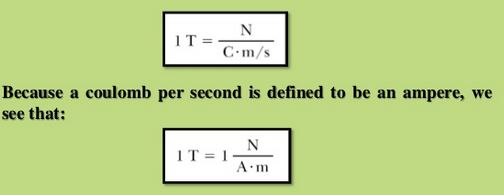 1 T = N / C·m/s
Because a coulomb per second is defined to be an ampere, we
see that:
1 T = 1 N / A·m